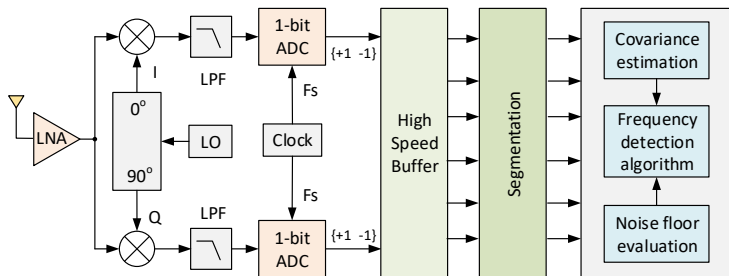 LNA
I
0°
90°
Q
LO
LPF
LPF
1-bit
ADC
{+1 -1}
Fs
Clock
Fs
1-bit
ADC
{+1 -1}
High
Speed
Buffer
Segmentation
Covariance
estimation
Frequency
detection
algorithm
Noise floor
evaluation